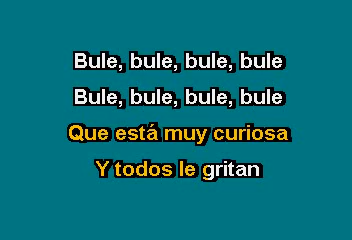 Bule, bule, bule, bule
Bule, bule, bule, bule
Que está muy curiosa
Y todos le gritan